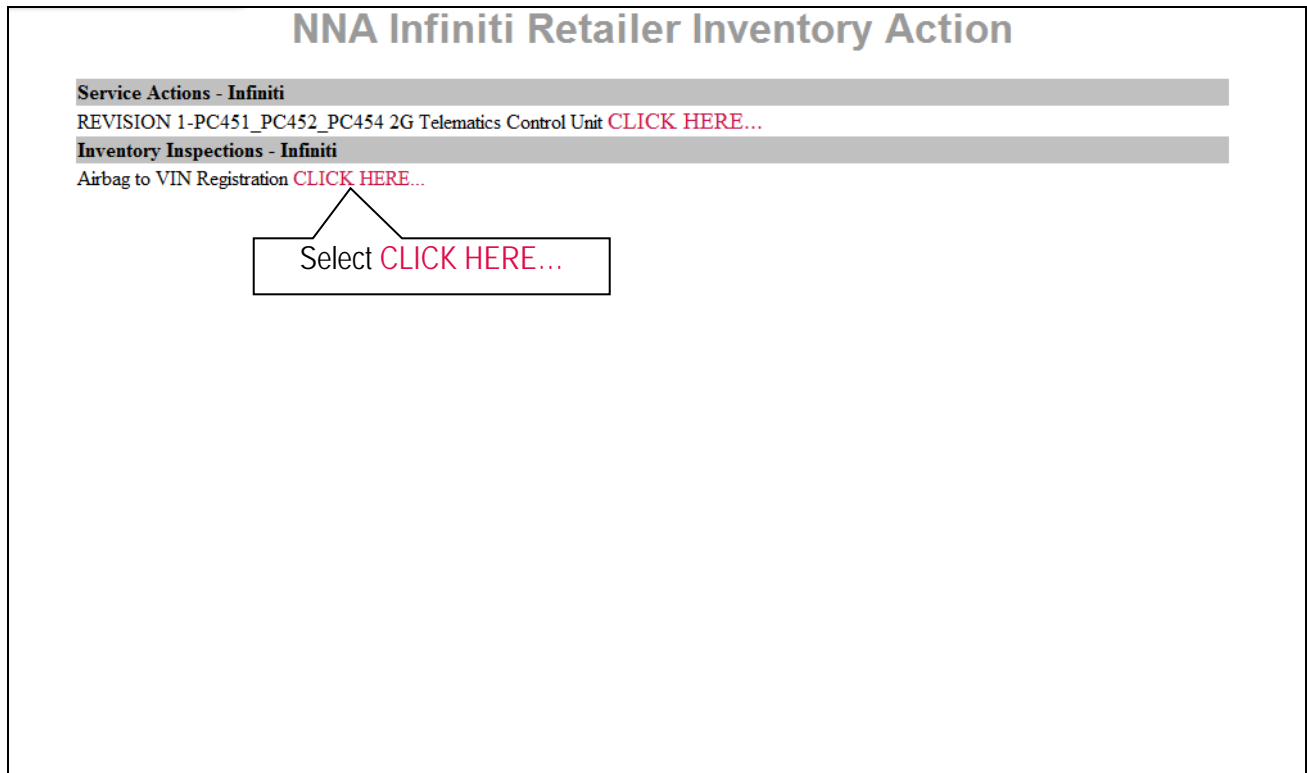 NNA Infiniti Retailer Inventory Action
Service Actions - Infiniti
REVISION 1-PC451_PC452_PC454 2G Telematics Control Unit CLICK HERE...
Inventory Inspections - Infiniti
Airbag to VIN Registration CLICK HERE...
Select CLICK HERE...